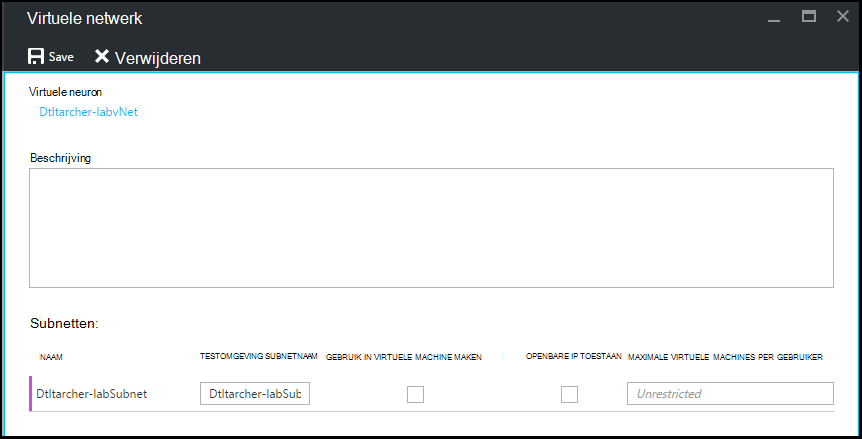 Virtuele netwerk
Save Verwijderen
Virtuele neuron
Dtltarcher-labvNet
Beschrijving
Subnetten:
NAAM TESTOMGEVING SUBNETNAAM GEBRUIK IN VIRTUELE MACHINE MAKEN OPENBARE IP TOESTAAN MAXIMALE VIRTUELE MACHINES PER GEBRUIKER
Dtltarcher-labSubnet Dtltarcher-labSub Unrestricted